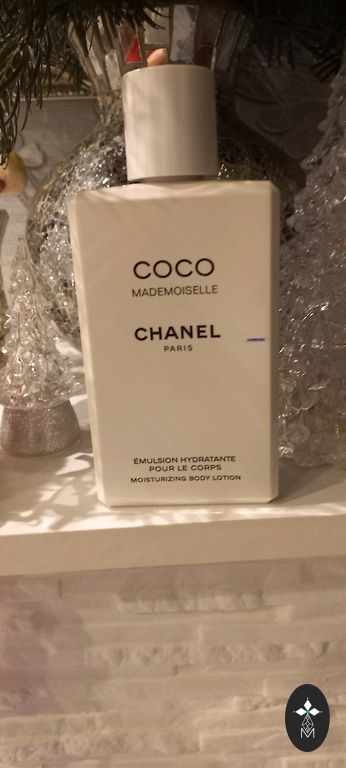 COCO
MADEMOISELLE
CHANEL
PARIS
ÉMULSION HYDRATANTE
POUR LE CORPS
MOISTURIZING BODY LOTION